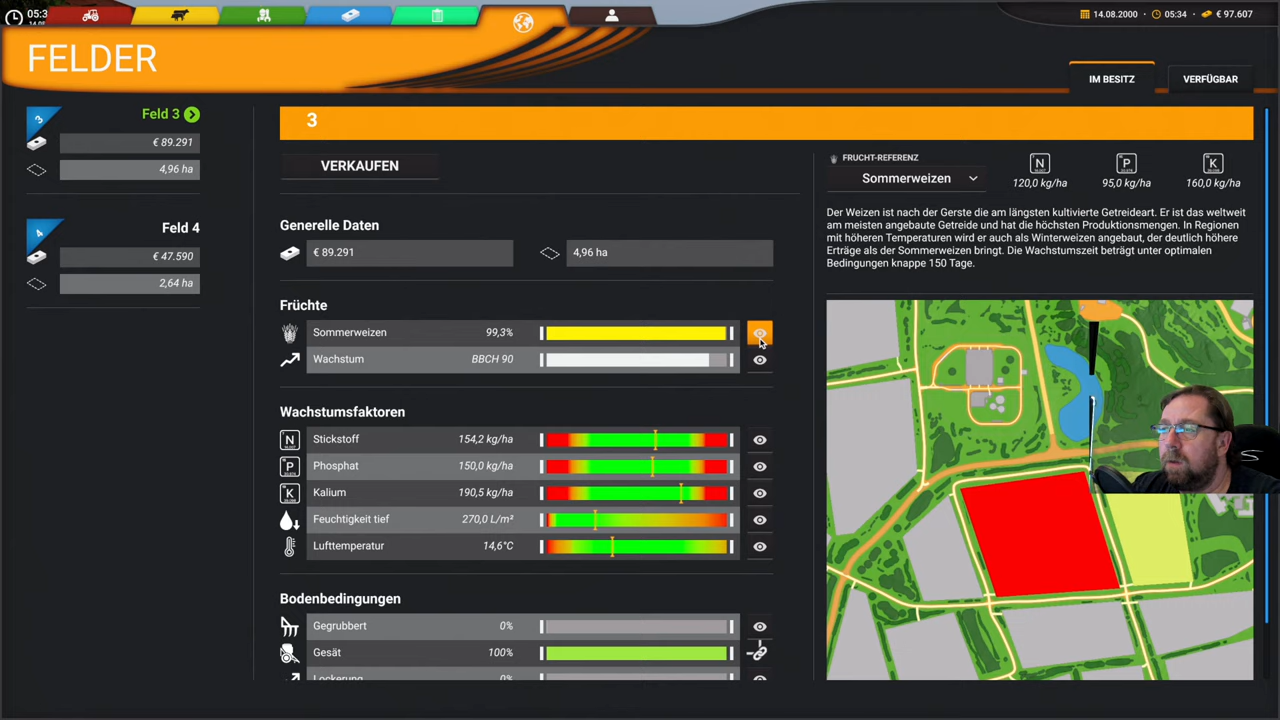 05:3
14.08.2000
05:34
€ 97.607
FELDER
IM BESITZ
VERFÜGBAR
3
Feld 3
€ 89.291
4,96 ha
4
Feld 4
€ 47.590
2,64 ha
3
VERKAUFEN
Generelle Daten
€ 89.291
4,96 ha
Früchte
Sommerweizen 99,3%
Wachstum BBCH 90
Wachstumsfaktoren
N Stickstoff 154,2 kg/ha
P Phosphat 150,0 kg/ha
K Kalium 190,5 kg/ha
Feuchtigkeit tief 270,0 L/m²
Lufttemperatur 14,6°C
Bodenbedingungen
Gegrubbert 0%
Gesät 100%
Lockerung 0%
FRUCHT-REFERENZ
Sommerweizen
N
120,0 kg/ha
P
95,0 kg/ha
K
160,0 kg/ha
Der Weizen ist nach der Gerste die am längsten kultivierte Getreideart. Er ist das weltweit
am meisten angebaute Getreide und hat die höchsten Produktionsmengen. In Regionen
mit höheren Temperaturen wird er auch als Winterweizen angebaut, der deutlich höhere
Erträge als der Sommerweizen bringt. Die Wachstumszeit beträgt unter optimalen
Bedingungen knappe 150 Tage.